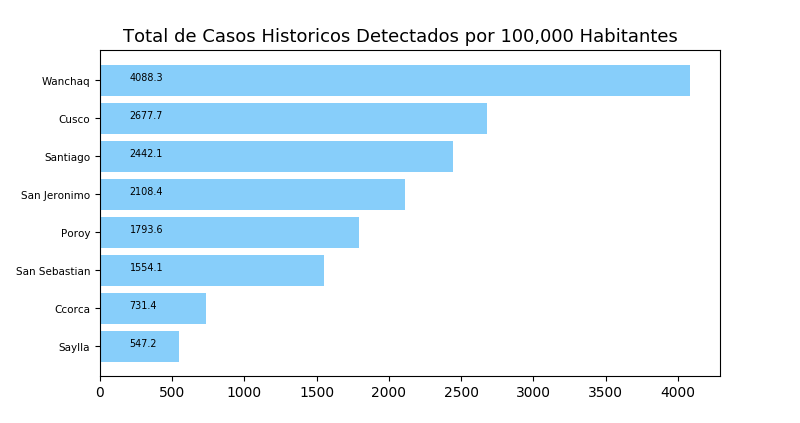 Total de Casos Historicos Detectados por 100,000 Habitantes
Wanchaq 4088.3
Cusco 2677.7
Santiago 2442.1
San Jeronimo 2108.4
Poroy 1793.6
San Sebastian 1554.1
Ccorca 731.4
Saylla 547.2
0 500 1000 1500 2000 2500 3000 3500 4000